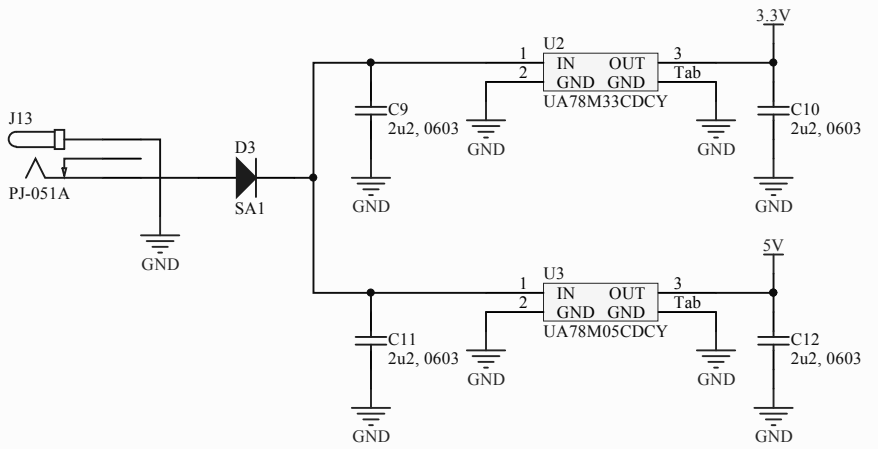 J13
PJ-051A
GND
D3
SA1
C9
2u2, 0603
GND
1
2
GND
U2
IN OUT
GND GND
UA78M33CDCY
3
Tab
GND
3.3V
C10
2u2, 0603
GND
C11
2u2, 0603
GND
1
2
GND
U3
IN OUT
GND GND
UA78M05CDCY
3
Tab
GND
5V
C12
2u2, 0603
GND